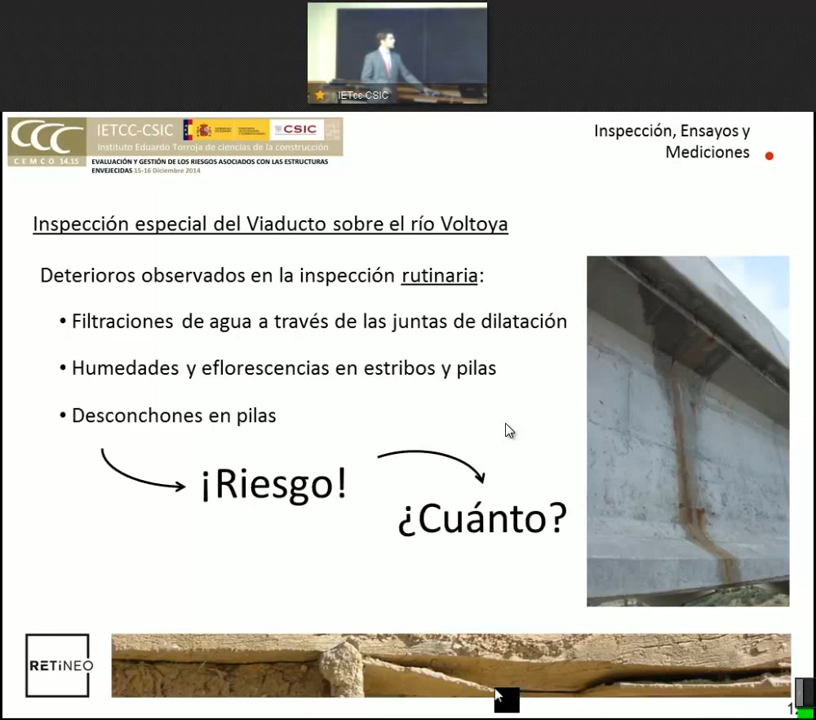 IETcc-CSIC
CCC
CEMCO 14.15
IETCC-CSIC
CSIC
Instituto Eduardo Torroja de ciencias de la construcción
EVALUACIÓN Y GESTIÓN DE LOS RIESGOS ASOCIADOS CON LAS ESTRUCTURAS
ENVEJECIDAS 15-16 Diciembre 2014
Inspección, Ensayos y
Mediciones
Inspección especial del Viaducto sobre el río Voltoya
Deterioros observados en la inspección rutinaria:
• Filtraciones de agua a través de las juntas de dilatación
• Humedades y eflorescencias en estribos y pilas
• Desconchones en pilas
¡Riesgo!
¿Cuánto?
RETINEO